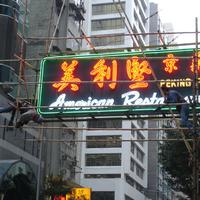 美利堅 京
PEKING
American Resta